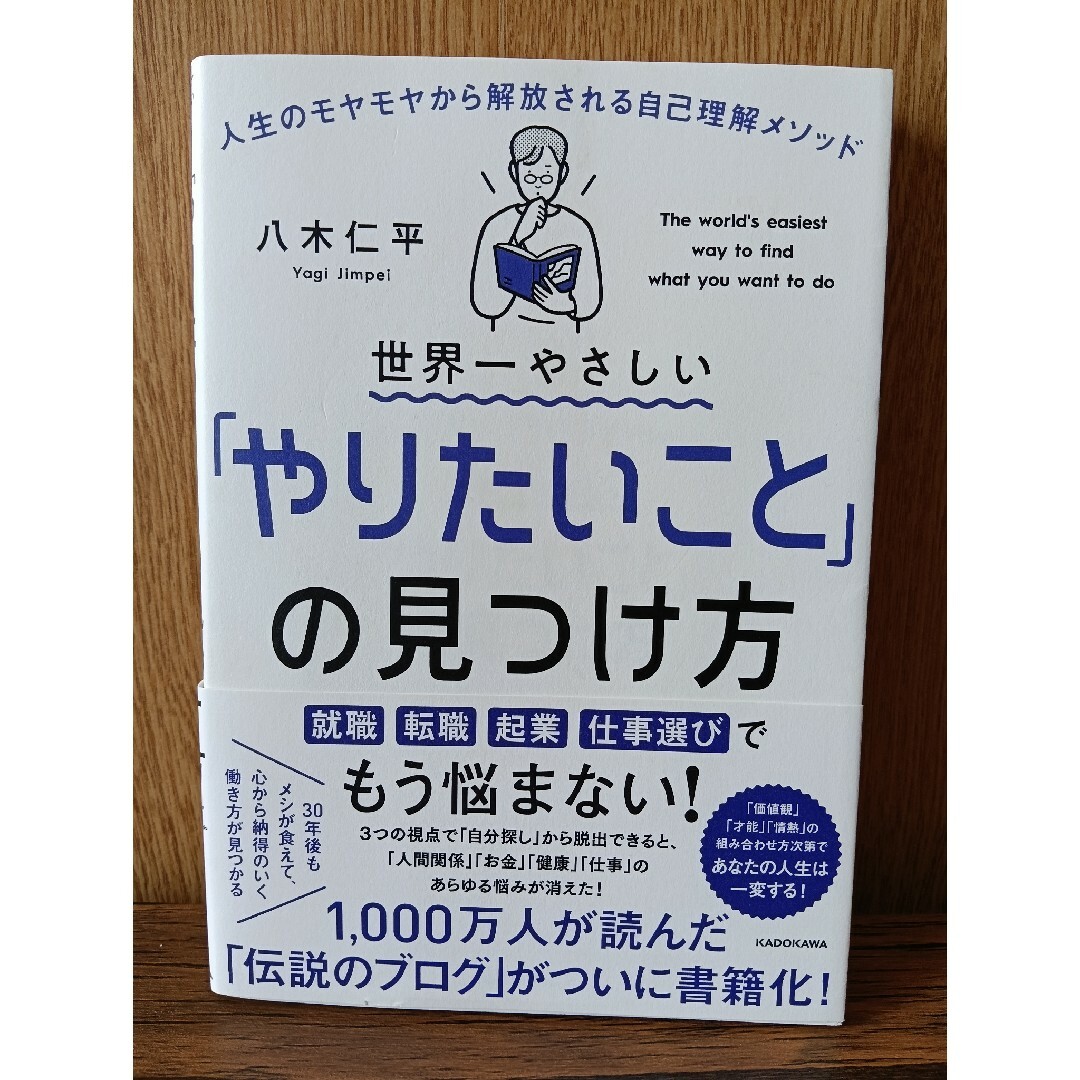 人生のモヤモヤから解放される自己理解メソッド
八木仁平
Yagi Jimpei
The world's easiest
way to find
what you want to do
世界一やさしい
「やりたいこと」
の見つけ方
就職 転職 起業 仕事選びで
もう悩まない!
30年後も
メシが食えて、
心から納得のいく
働き方が見つかる
3つの視点で「自分探し」から脱出できると、
「人間関係」「お金」「健康」「仕事」の
あらゆる悩みが消えた!
「価値観」
「才能」「情熱」の
組み合わせ方次第で
あなたの人生は
一変する!
1,000万人が読んだ
「伝説のブログ」がついに書籍化!
KADOKAWA